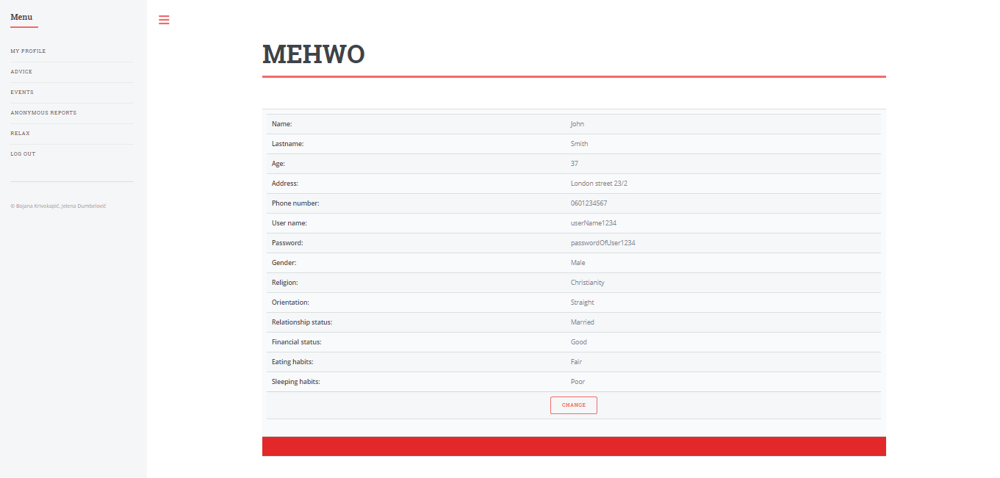 Menu
MY PROFILE
ADVICE
EVENTS
ANONYMOUS REPORTS
RELAX
LOG OUT
© Bojana Krivokapić, Jelena Dumbelović
MEHWO
Name: John
Lastname: Smith
Age: 37
Address: London street 23/2
Phone number: 0601234567
User name: userName1234
Password: passwordOfUser1234
Gender: Male
Religion: Christianity
Orientation: Straight
Relationship status: Married
Financial status: Good
Eating habits: Fair
Sleeping habits: Poor
CHANGE